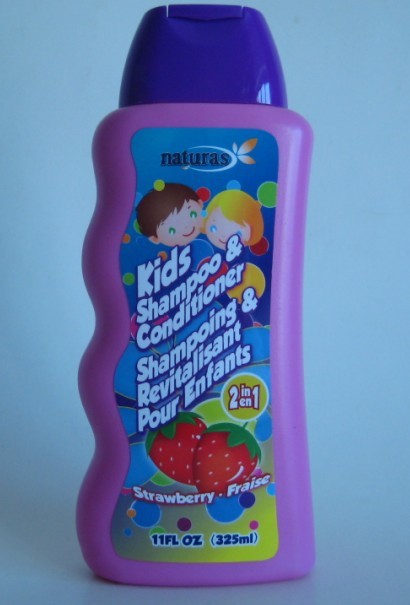 naturas
Kids
Shampoo &
Conditioner
Shampoing &
Revitalisant
Pour Enfants
2 in 1
en
Strawberry · Fraise
11FL OZ (325ml)